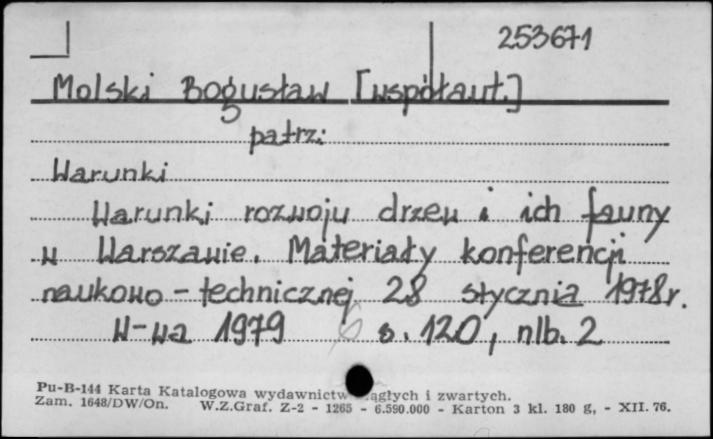 253671
Molski Bogusław [współaut.]
patrz:
Warunki
Warunki rozwoju drzew i ich fauny
w Warszawie. Materiały konferencji
naukowo-technicznej 28 stycznia 1978r.
W-wa 1979 s. 120, nlb. 2
Pu-B-144 Karta Katalogowa wydawnictw ągłych i zwartych.
Zam. 1648/DW/On. W.Z.Graf. Z-2 - 1265 - 6.590.000 - Karton 3 kl. 180 g, - XII. 76.